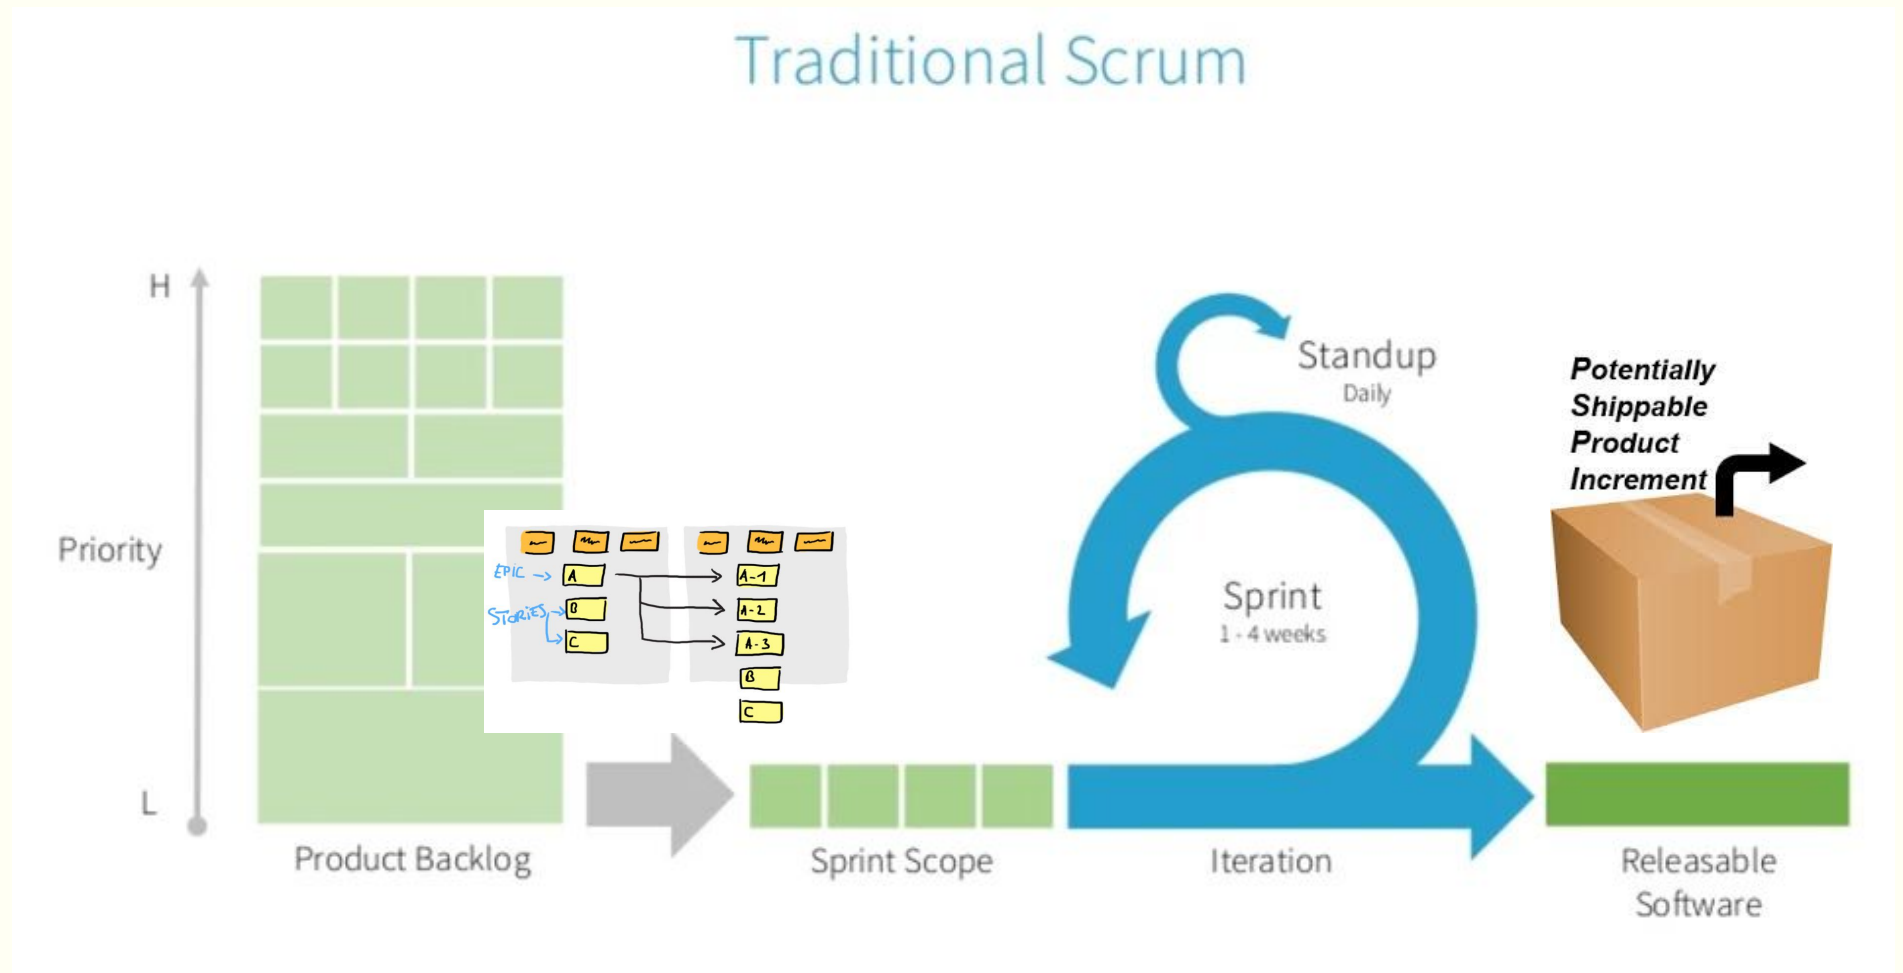 Traditional Scrum
H
Priority
L
Product Backlog
EPIC
STORIES
A
B
C
A-1
A-2
A-3
B
C
Sprint Scope
Standup
Daily
Sprint
1 - 4 weeks
Iteration
Potentially
Shippable
Product
Increment
Releasable
Software